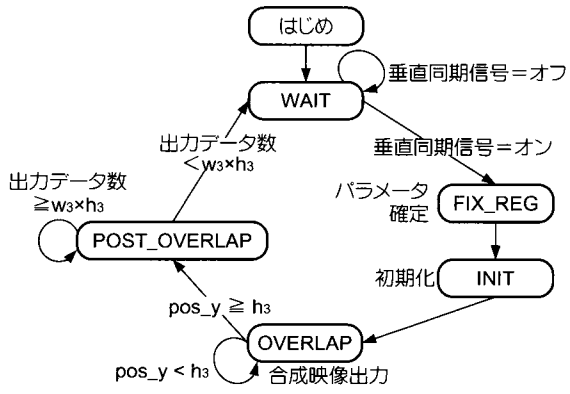 はじめ
垂直同期信号＝オフ
WAIT
垂直同期信号＝オン
出力データ数
＜w3×h3
パラメータ
確定
FIX_REG
出力データ数
≧w3×h3
POST_OVERLAP
初期化
INIT
pos_y ≧ h3
OVERLAP
pos_y < h3
合成映像出力